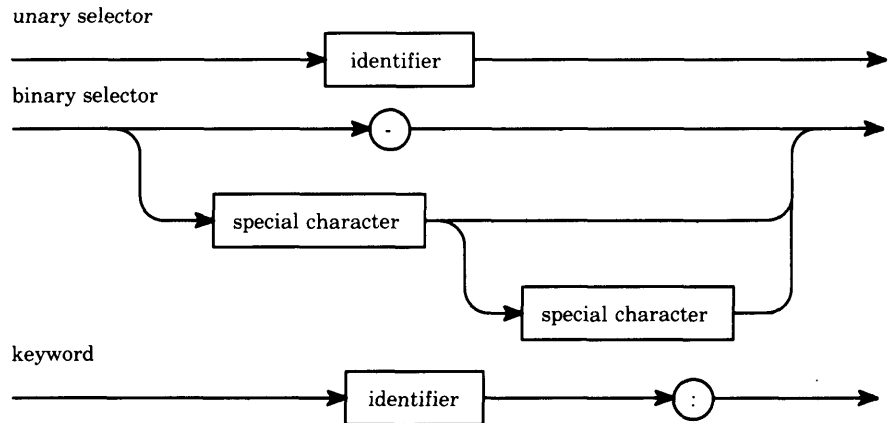 unary selector
identifier
binary selector
-
special character
special character
keyword
identifier
: